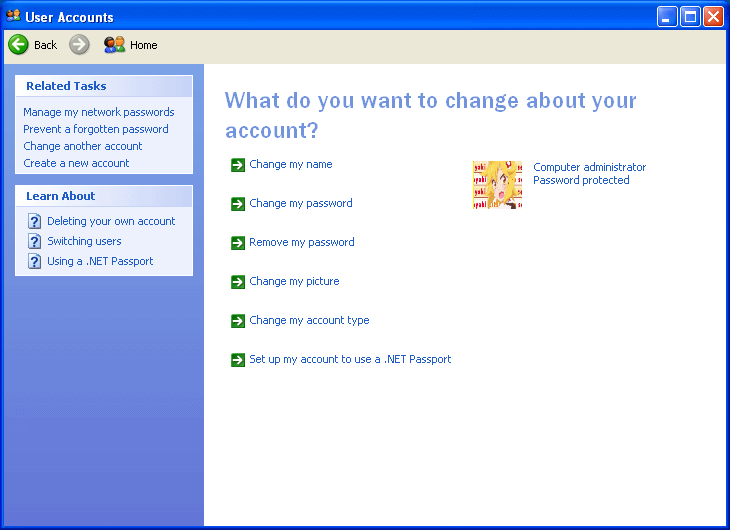 User Accounts
Back
Home
Related Tasks
Manage my network passwords
Prevent a forgotten password
Change another account
Create a new account
Learn About
Deleting your own account
Switching users
Using a .NET Passport
What do you want to change about your
account?
Change my name
Change my password
Remove my password
Change my picture
Change my account type
Set up my account to use a .NET Passport
Computer administrator
Password protected